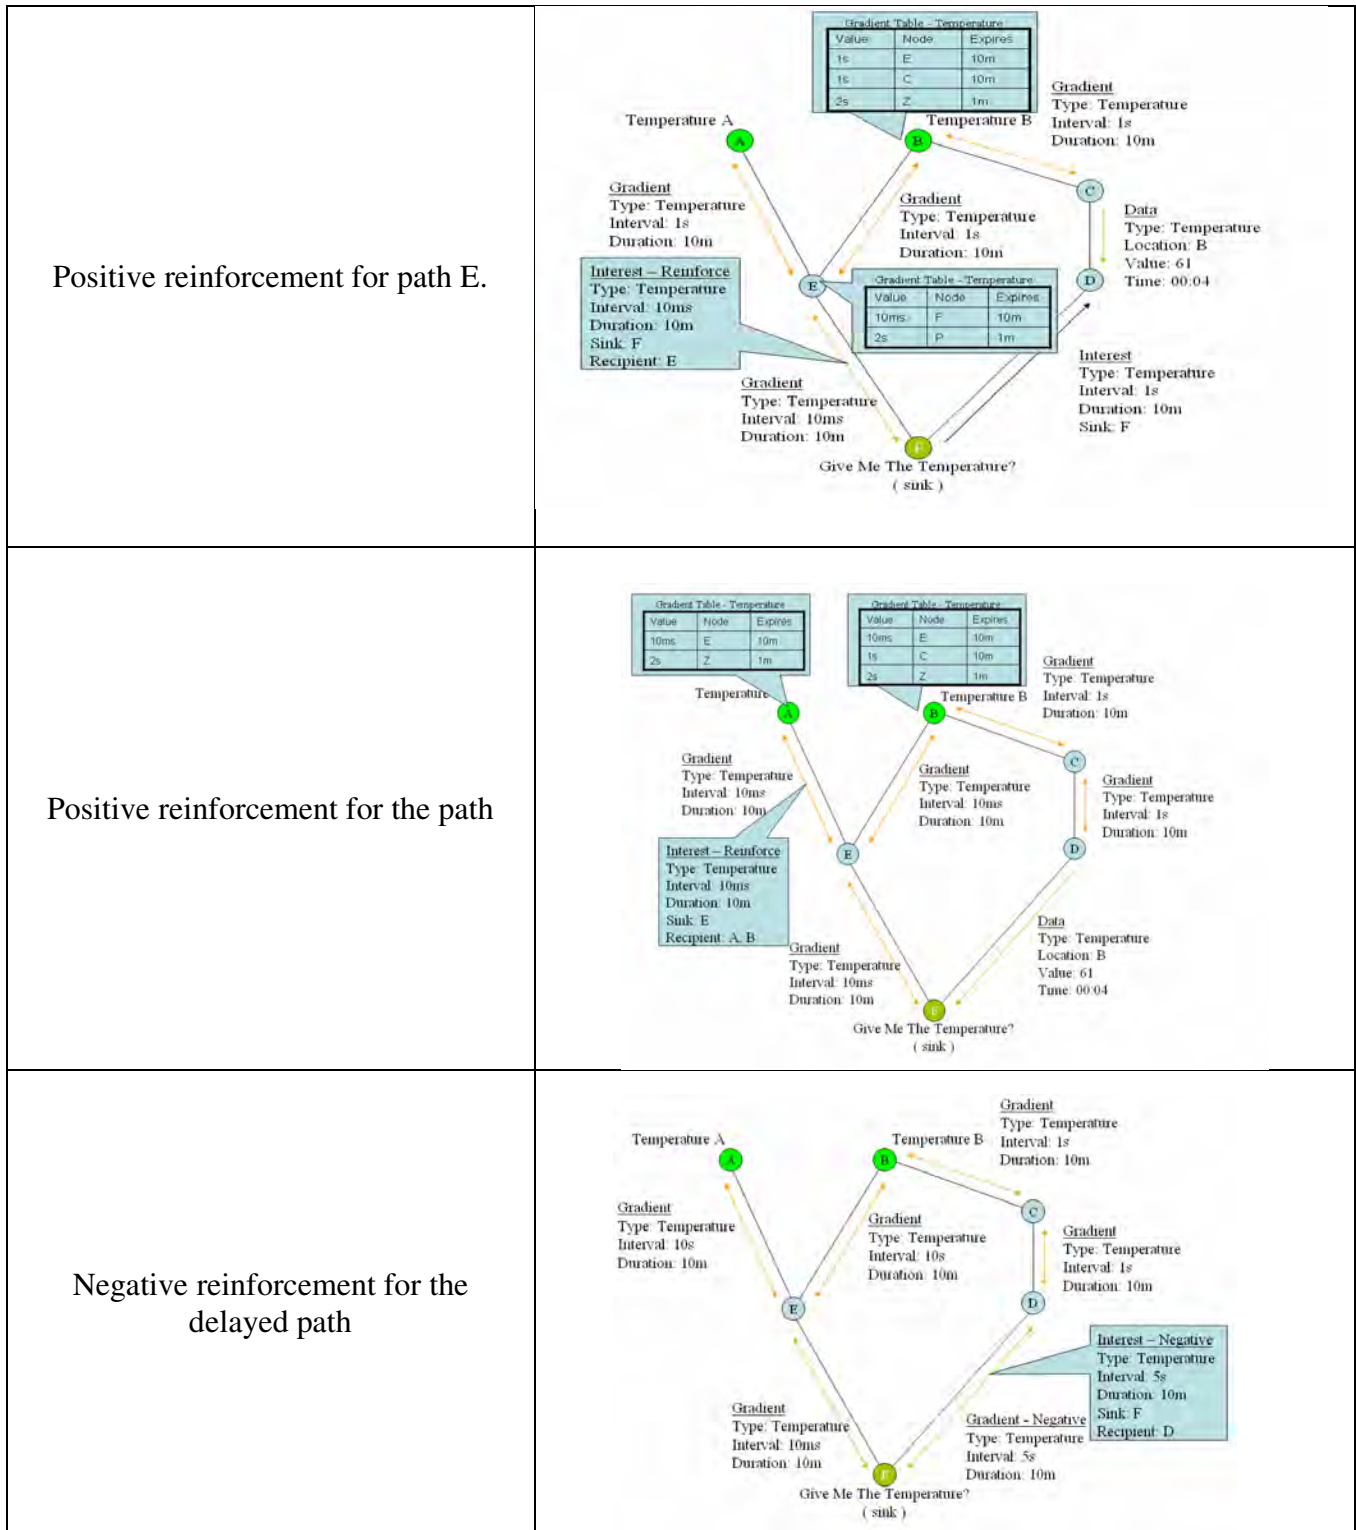 Positive reinforcement for path E.
Gradient Table - Temperature
Value Node Expires
1s E 10m
1s C 10m
2s Z 1m
Temperature A
Temperature B
A
B
Gradient
Type: Temperature
Interval: 1s
Duration: 10m
C
Gradient
Type: Temperature
Interval: 1s
Duration: 10m
Gradient
Type: Temperature
Interval: 1s
Duration: 10m
Data
Type: Temperature
Location: B
Value: 61
Time: 00:04
Interest – Reinforce
Type: Temperature
Interval: 10ms
Duration: 10m
Sink: F
Recipient: E
E
Gradient Table - Temperature
Value Node Expires
10ms F 10m
2s P 1m
D
Gradient
Type: Temperature
Interval: 10ms
Duration: 10m
Interest
Type: Temperature
Interval: 1s
Duration: 10m
Sink: F
F
Give Me The Temperature?
( sink )
Positive reinforcement for the path
Gradient Table - Temperature
Value Node Expires
10ms E 10m
2s Z 1m
Gradient Table - Temperature
Value Node Expires
10ms E 10m
1s C 10m
2s Z 1m
Temperature
Temperature B
A
B
Gradient
Type: Temperature
Interval: 1s
Duration: 10m
C
Gradient
Type: Temperature
Interval: 10ms
Duration: 10m
Gradient
Type: Temperature
Interval: 10ms
Duration: 10m
Gradient
Type: Temperature
Interval: 1s
Duration: 10m
Interest – Reinforce
Type: Temperature
Interval: 10ms
Duration: 10m
Sink: E
Recipient: A, B
E
D
Gradient
Type: Temperature
Interval: 10ms
Duration: 10m
Data
Type: Temperature
Location: B
Value: 61
Time: 00:04
F
Give Me The Temperature?
( sink )
Negative reinforcement for the
delayed path
Temperature A
Temperature B
A
B
Gradient
Type: Temperature
Interval: 1s
Duration: 10m
C
Gradient
Type: Temperature
Interval: 10s
Duration: 10m
Gradient
Type: Temperature
Interval: 10s
Duration: 10m
Gradient
Type: Temperature
Interval: 1s
Duration: 10m
E
D
Interest – Negative
Type: Temperature
Interval: 5s
Duration: 10m
Sink: F
Recipient: D
Gradient
Type: Temperature
Interval: 10ms
Duration: 10m
Gradient - Negative
Type: Temperature
Interval: 5s
Duration: 10m
F
Give Me The Temperature?
( sink )